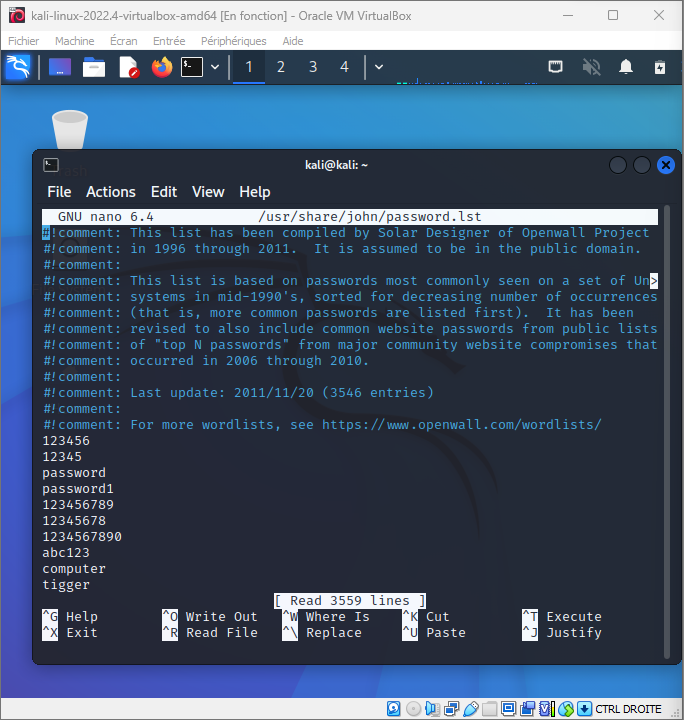 kali-linux-2022.4-virtualbox-amd64 [En fonction] - Oracle VM VirtualBox
Fichier Machine Écran Entrée Périphériques Aide
1 2 3 4
kali@kali: ~
File Actions Edit View Help
GNU nano 6.4 /usr/share/john/password.lst
#!comment: This list has been compiled by Solar Designer of Openwall Project
#!comment: in 1996 through 2011. It is assumed to be in the public domain.
#!comment:
#!comment: This list is based on passwords most commonly seen on a set of Un>
#!comment: systems in mid-1990's, sorted for decreasing number of occurrences
#!comment: (that is, more common passwords are listed first). It has been
#!comment: revised to also include common website passwords from public lists
#!comment: of "top N passwords" from major community website compromises that
#!comment: occurred in 2006 through 2010.
#!comment:
#!comment: Last update: 2011/11/20 (3546 entries)
#!comment:
#!comment: For more wordlists, see https://www.openwall.com/wordlists/
123456
12345
password
password1
123456789
12345678
1234567890
abc123
computer
tigger
[ Read 3559 lines ]
^G Help ^O Write Out ^W Where Is ^K Cut ^T Execute
^X Exit ^R Read File ^\ Replace ^U Paste ^J Justify
CTRL DROITE